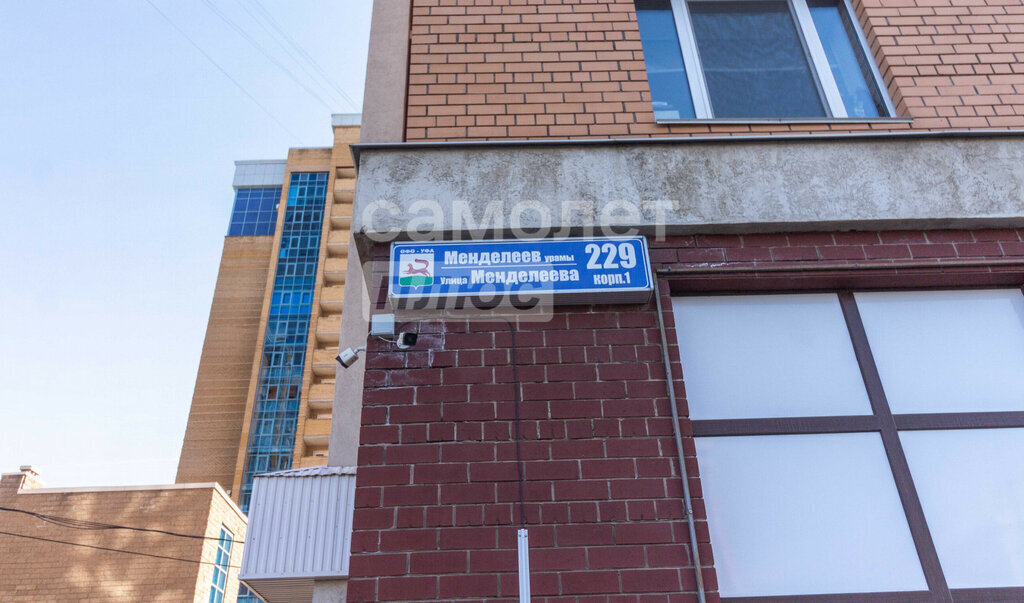 самолет
ӨФӨ - УФА
Менделеев урамы
Улица Менделеева
229
корп.1
плюс